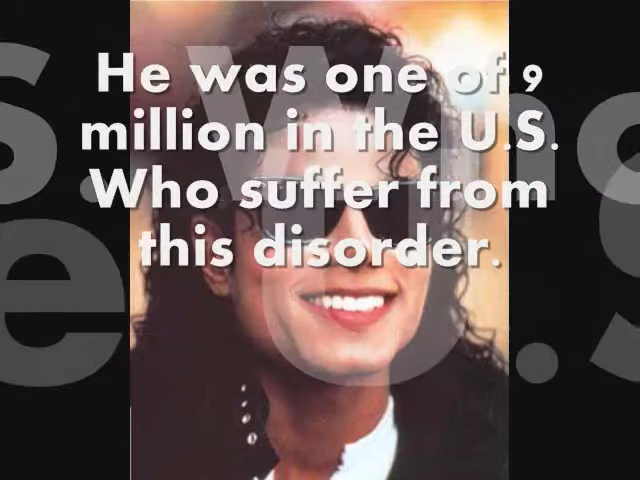 He was one of 9
million in the U.S.
Who suffer from
this disorder.